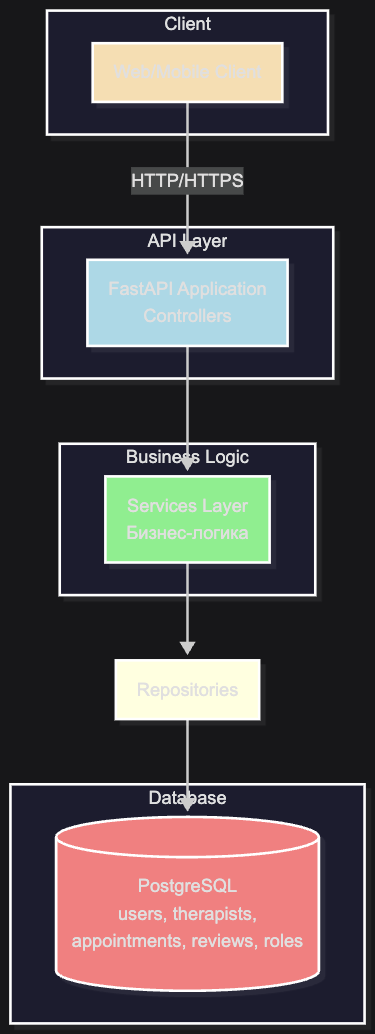 Client
Web/Mobile Client
HTTP/HTTPS
API Layer
FastAPI Application
Controllers
Business Logic
Services Layer
Бизнес-логика
Repositories
Database
PostgreSQL
users, therapists,
appointments, reviews, roles